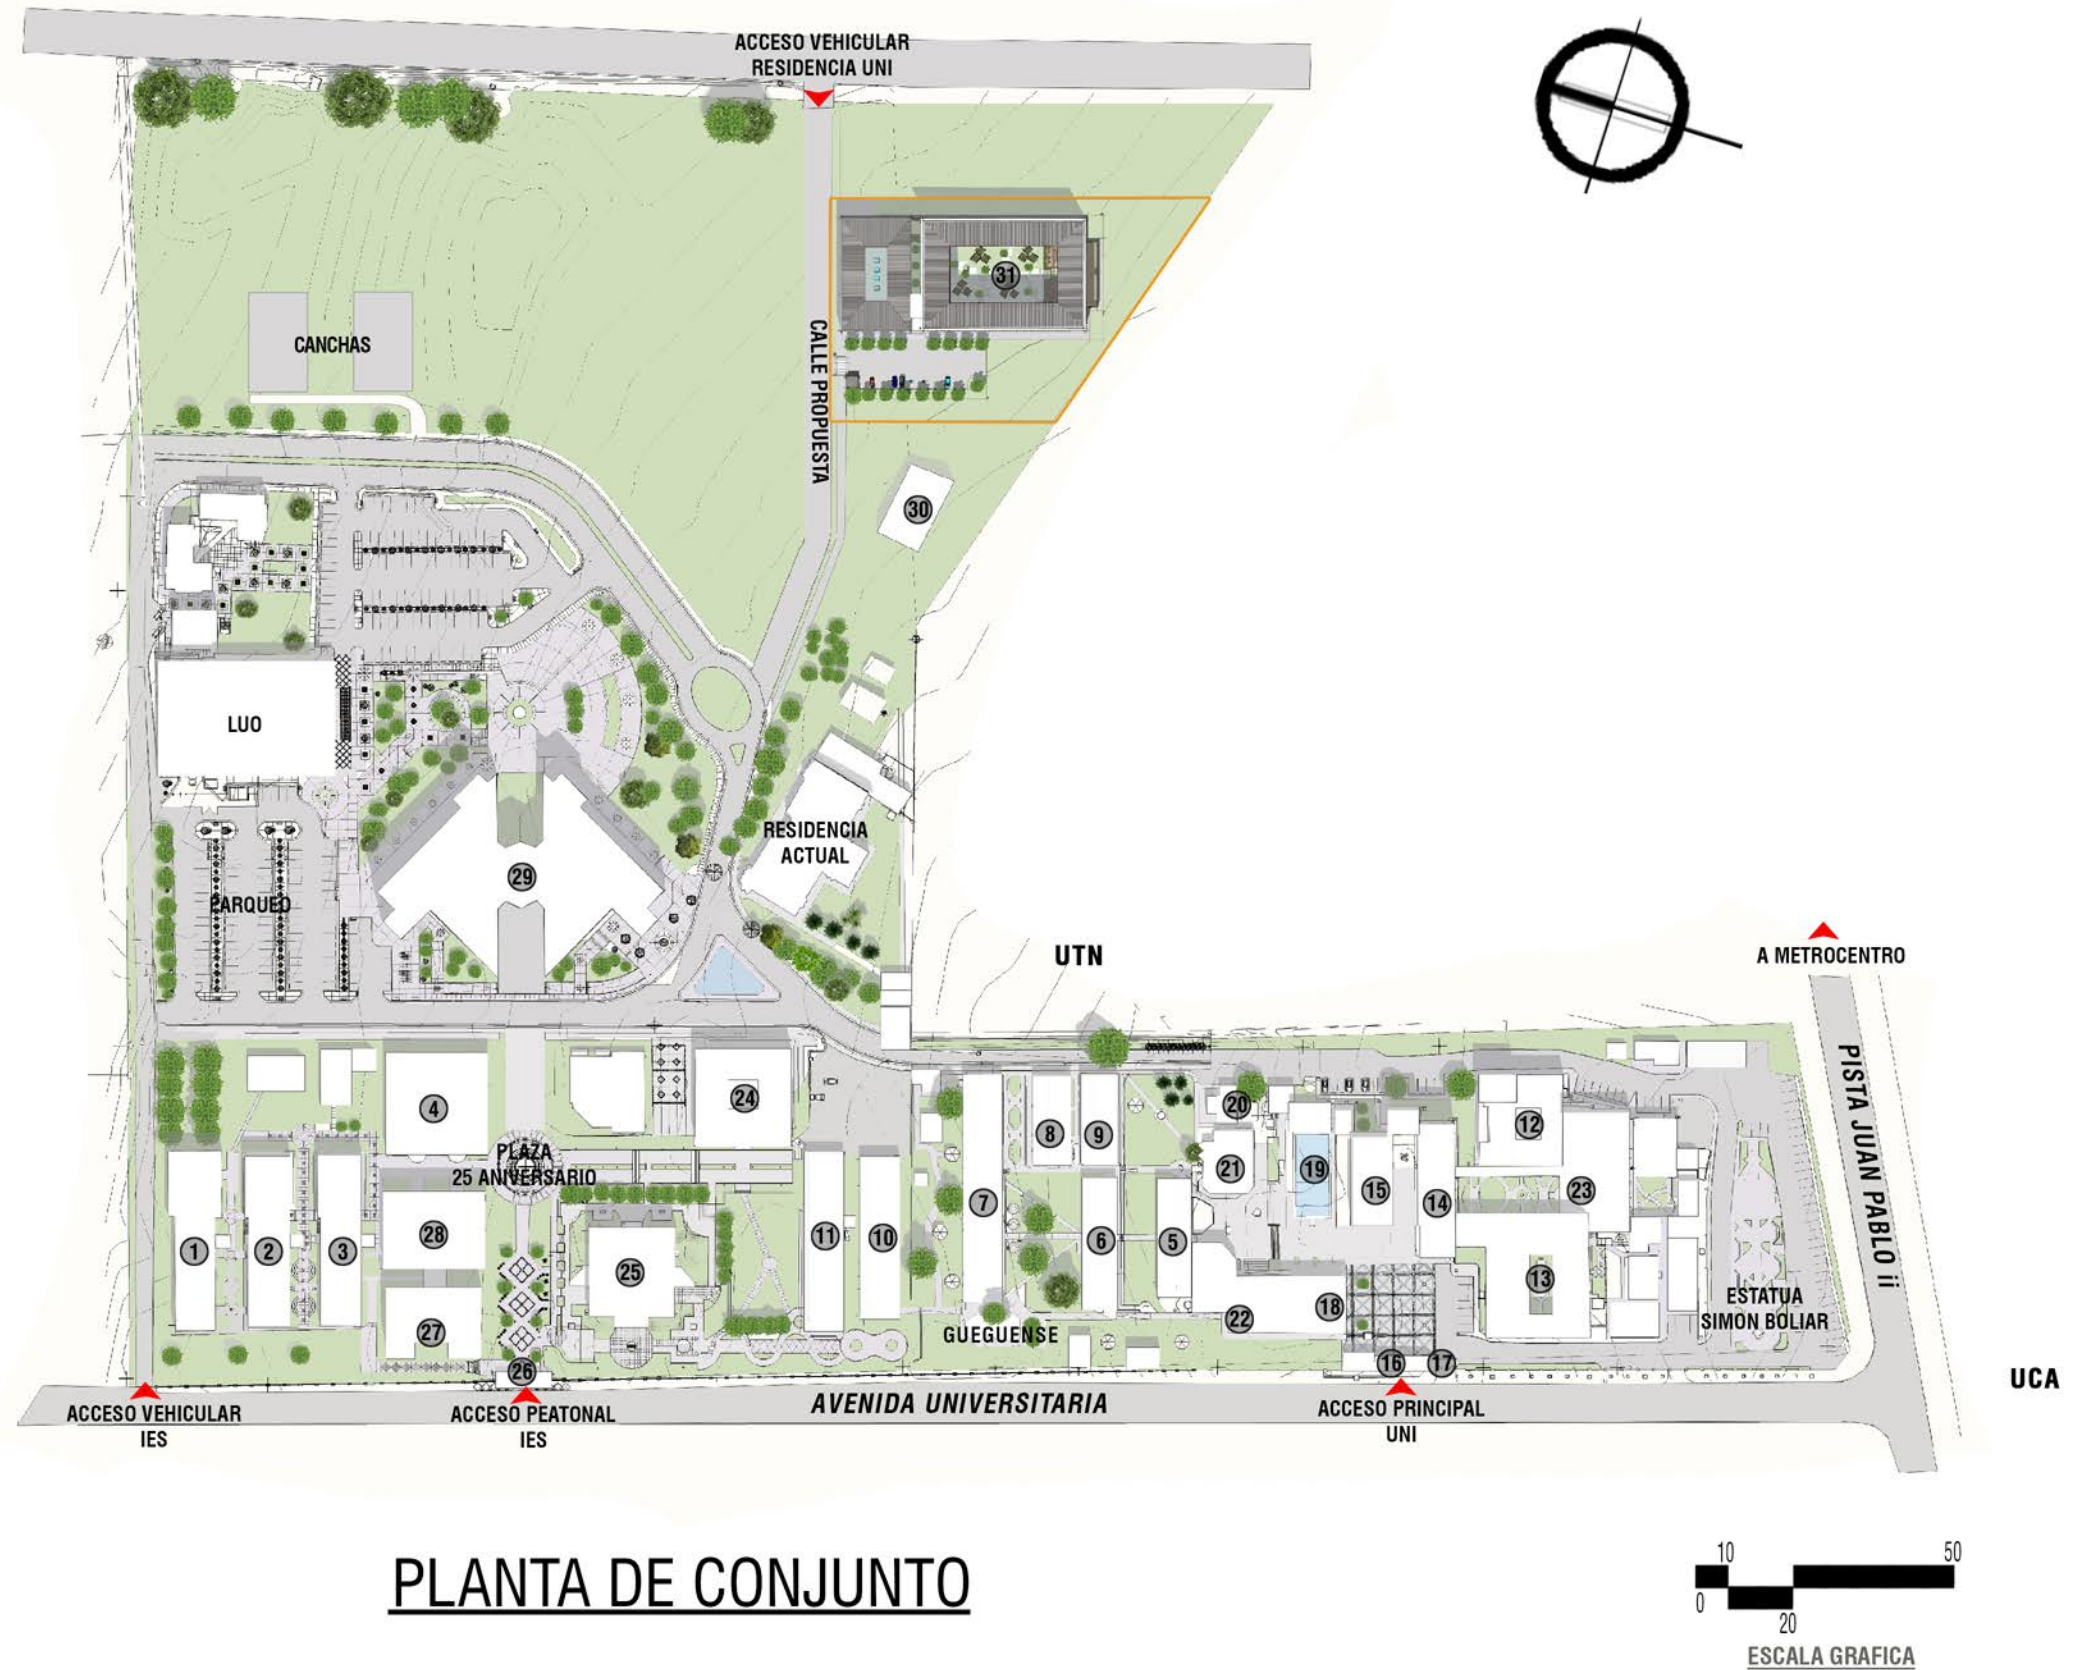 ACCESO VEHICULAR
RESIDENCIA UNI
31
CANCHAS
CALLE PROPUESTA
30
LUO
RESIDENCIA
ACTUAL
29
PARQUEO
UTN
A METROCENTRO
PISTA JUAN PABLO ii
4
24
PLAZA
25 ANIVERSARIO
8
9
20
21
12
19
15
14
23
7
1
2
3
28
11
10
6
5
25
13
27
22
18
GUEGUENSE
ESTATUA
SIMON BOLIAR
26
16
17
UCA
AVENIDA UNIVERSITARIA
ACCESO VEHICULAR
IES
ACCESO PEATONAL
IES
ACCESO PRINCIPAL
UNI
PLANTA DE CONJUNTO
10
50
0
20
ESCALA GRAFICA